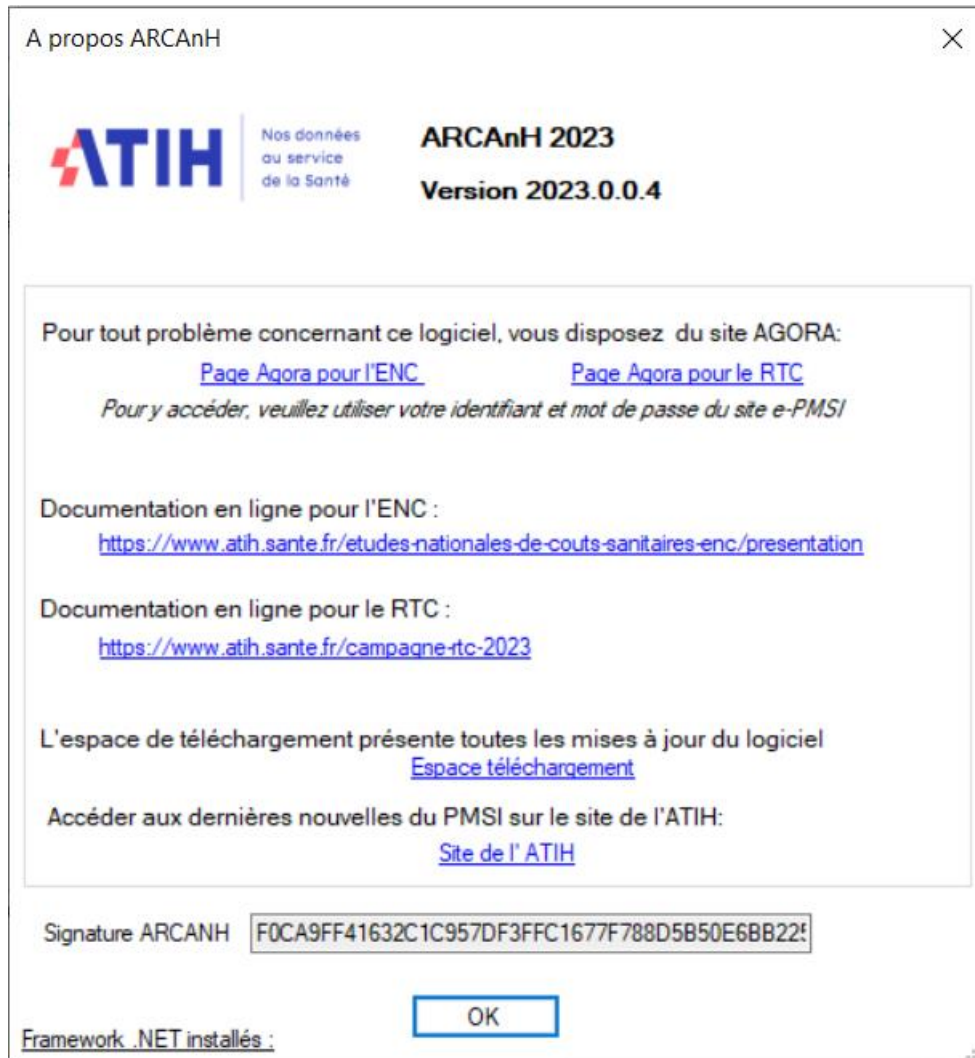 A propos ARCAnH
ATIH
Nos données
au service
de la Santé
ARCAnH 2023
Version 2023.0.0.4
Pour tout problème concernant ce logiciel, vous disposez du site AGORA:
Page Agora pour l'ENC Page Agora pour le RTC
Pour y accéder, veuillez utiliser votre identifiant et mot de passe du site e-PMSI
Documentation en ligne pour l'ENC :
https://www.atih.sante.fr/etudes-nationales-de-couts-sanitaires-enc/presentation
Documentation en ligne pour le RTC :
https://www.atih.sante.fr/campagne-rtc-2023
L'espace de téléchargement présente toutes les mises à jour du logiciel
Espace téléchargement
Accéder aux dernières nouvelles du PMSI sur le site de l'ATIH:
Site de l' ATIH
Signature ARCANH F0CA9FF41632C1C957DF3FFC1677F788D5B50E6BB225
OK
Framework .NET installés :